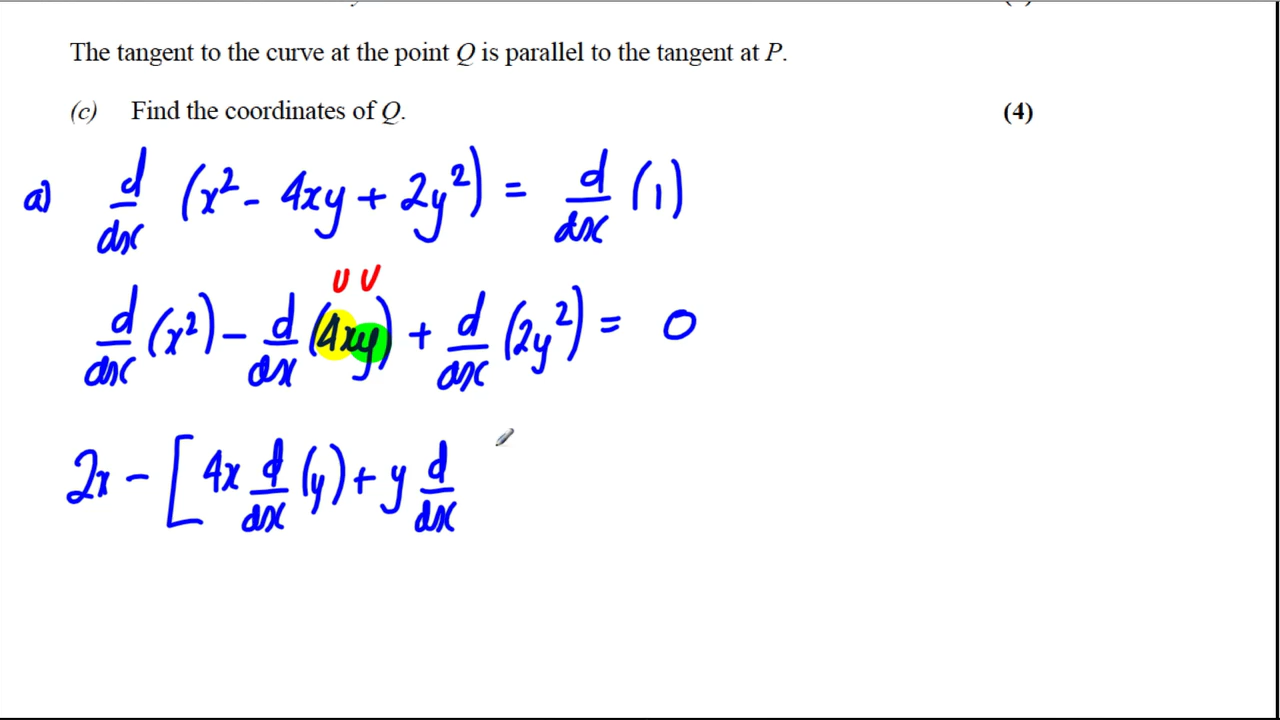 The tangent to the curve at the point Q is parallel to the tangent at P.
(c) Find the coordinates of Q. (4)
a) d/dx (x² - 4xy + 2y²) = d/dx (1)
U V
d/dx (x²) - d/dx (4xy) + d/dx (2y²) = 0
2x - [4x d/dx (y) + y d/dx